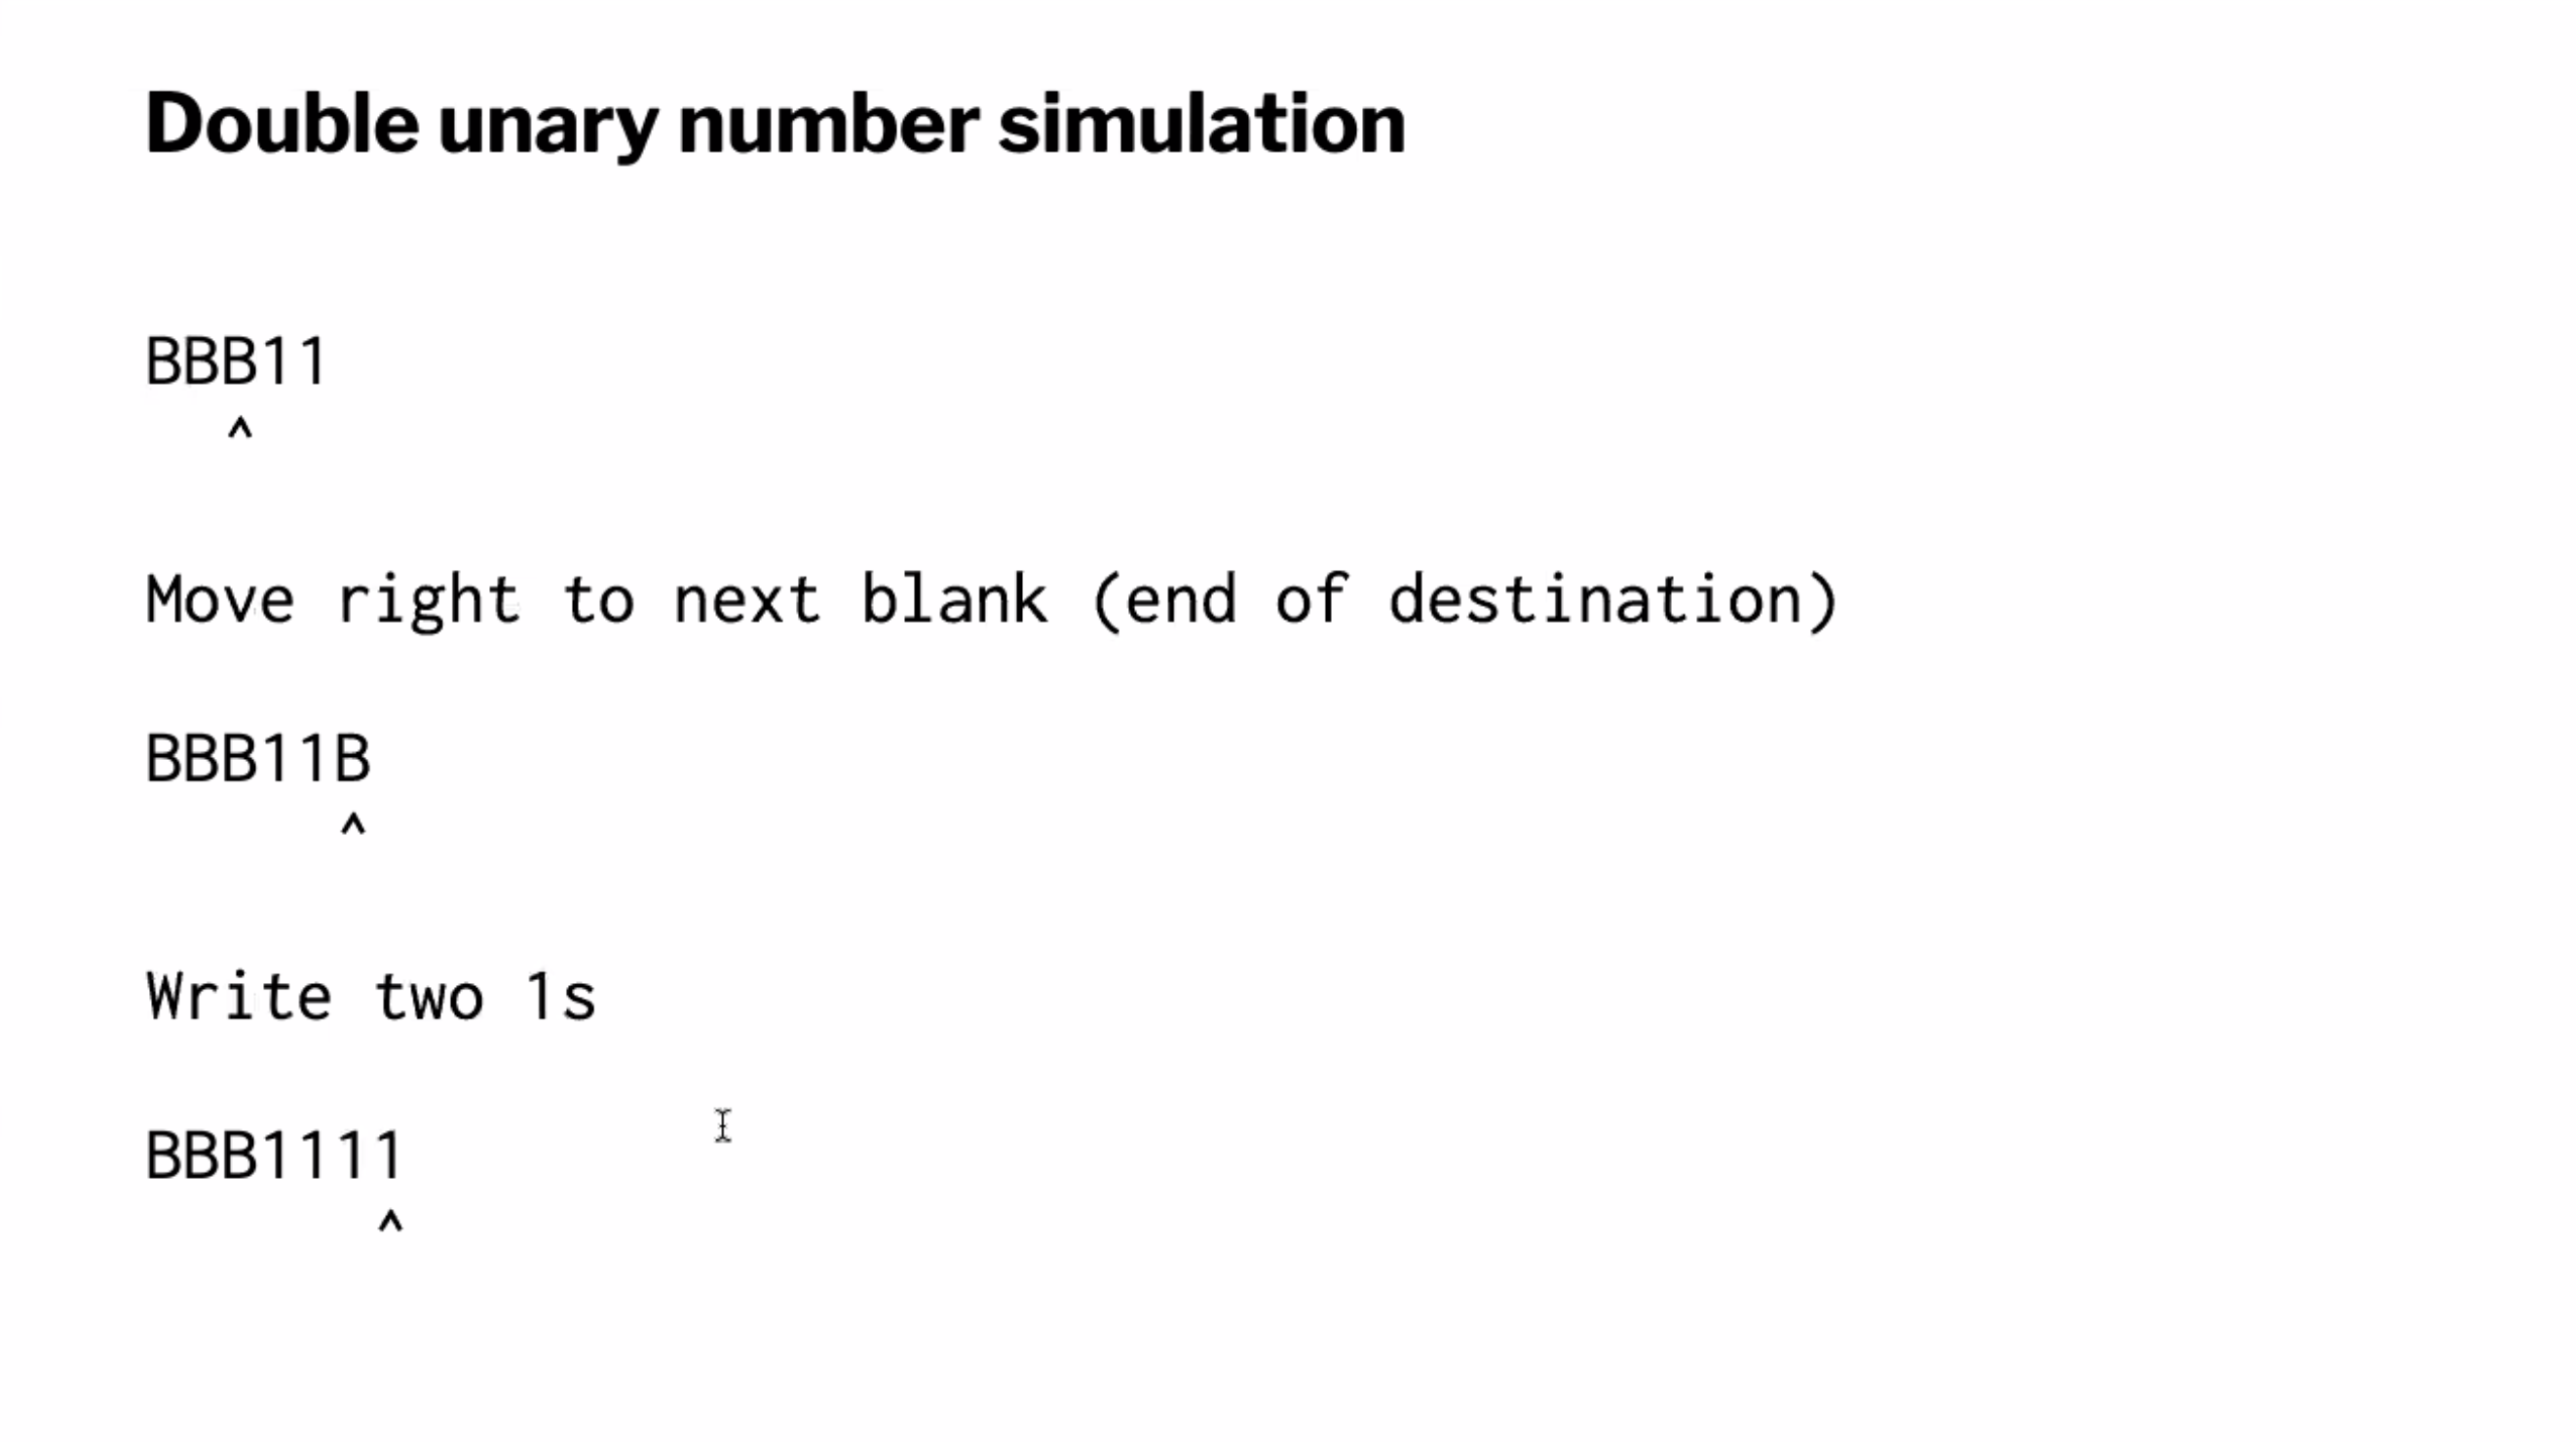 Double unary number simulation
BBB11
^
Move right to next blank (end of destination)
BBB11B
^
Write two 1s
BBB1111
^